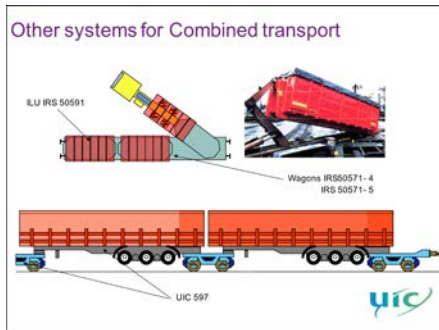 Other systems for Combined transport
ILU IRS 50591
Wagons IRS50571- 4
IRS 50571- 5
UIC 597
uic